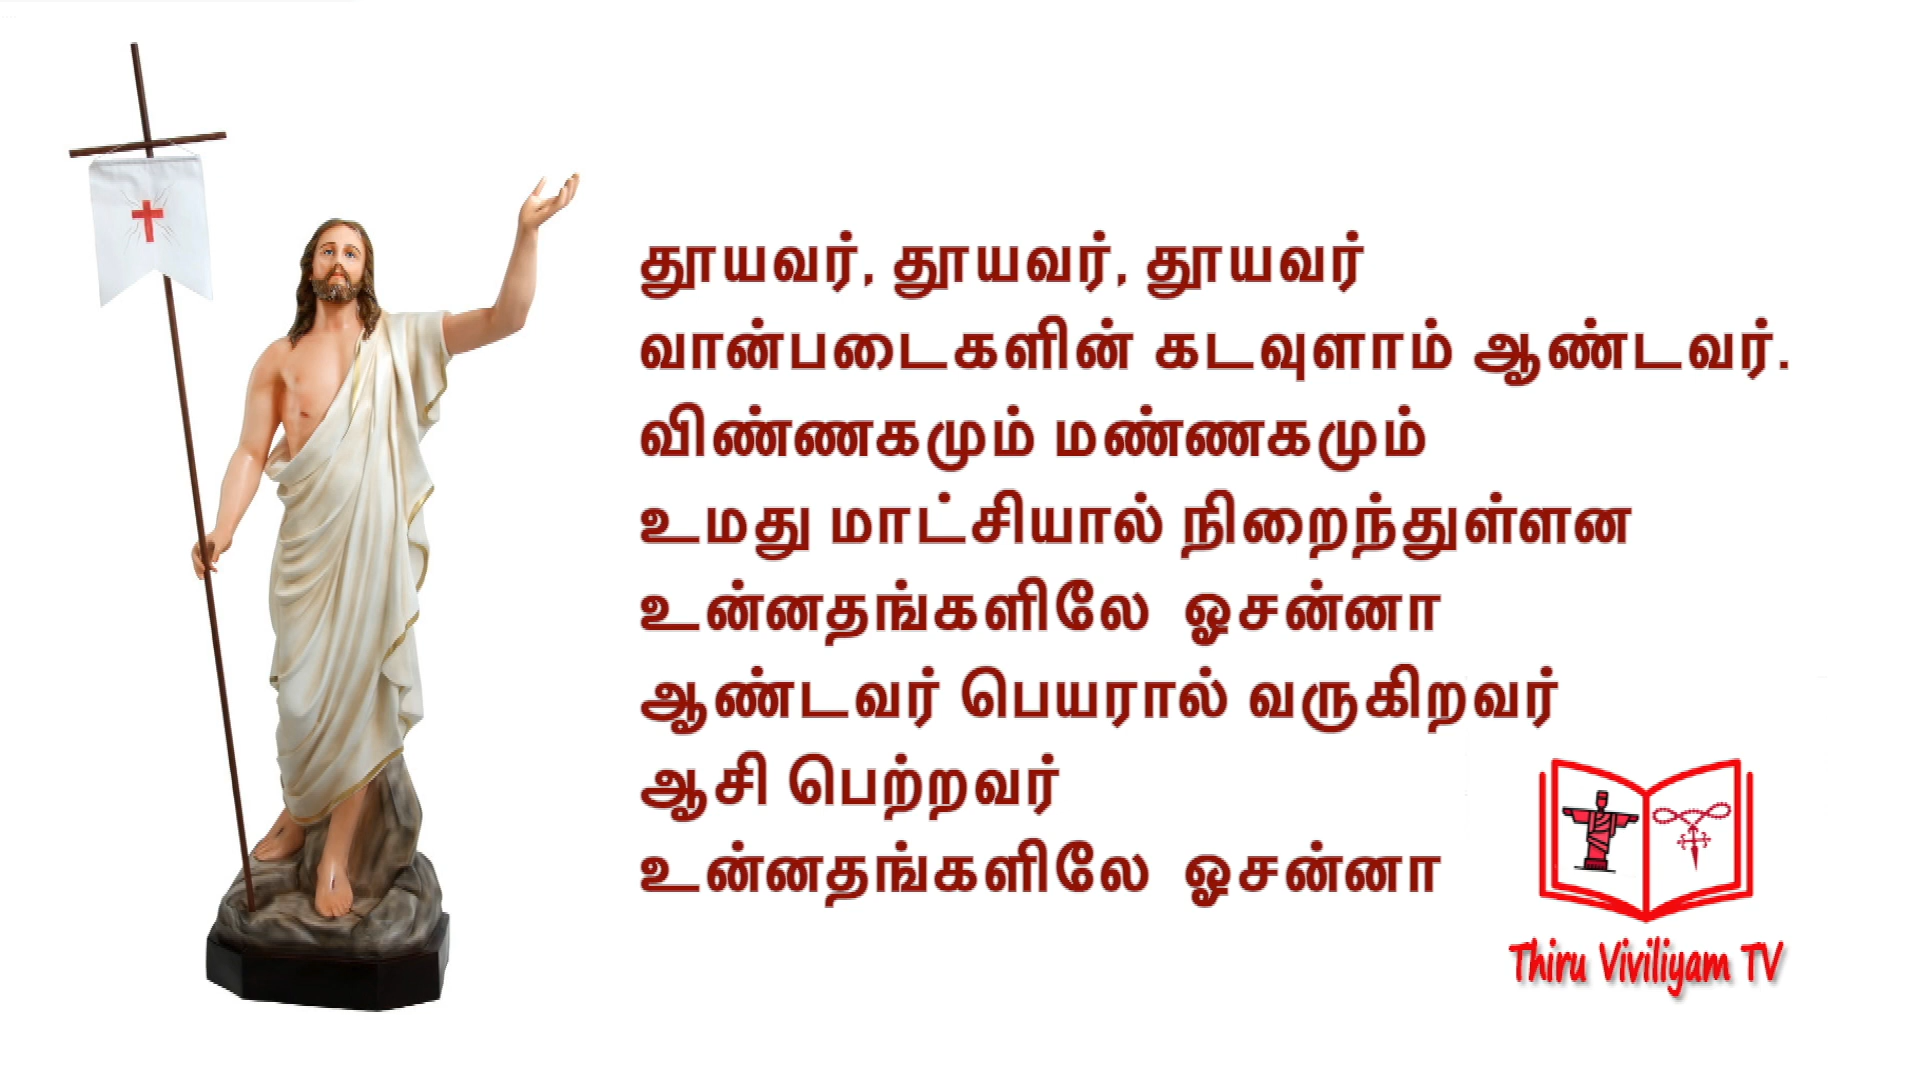 தூயவர், தூயவர், தூயவர்
வான்படைகளின் கடவுளாம் ஆண்டவர்.
விண்ணகமும் மண்ணகமும்
உமது மாட்சியால் நிறைந்துள்ளன
உன்னதங்களிலே ஓசன்னா
ஆண்டவர் பெயரால் வருகிறவர்
ஆசி பெற்றவர்
உன்னதங்களிலே ஓசன்னா
Thiru Viviliyam TV